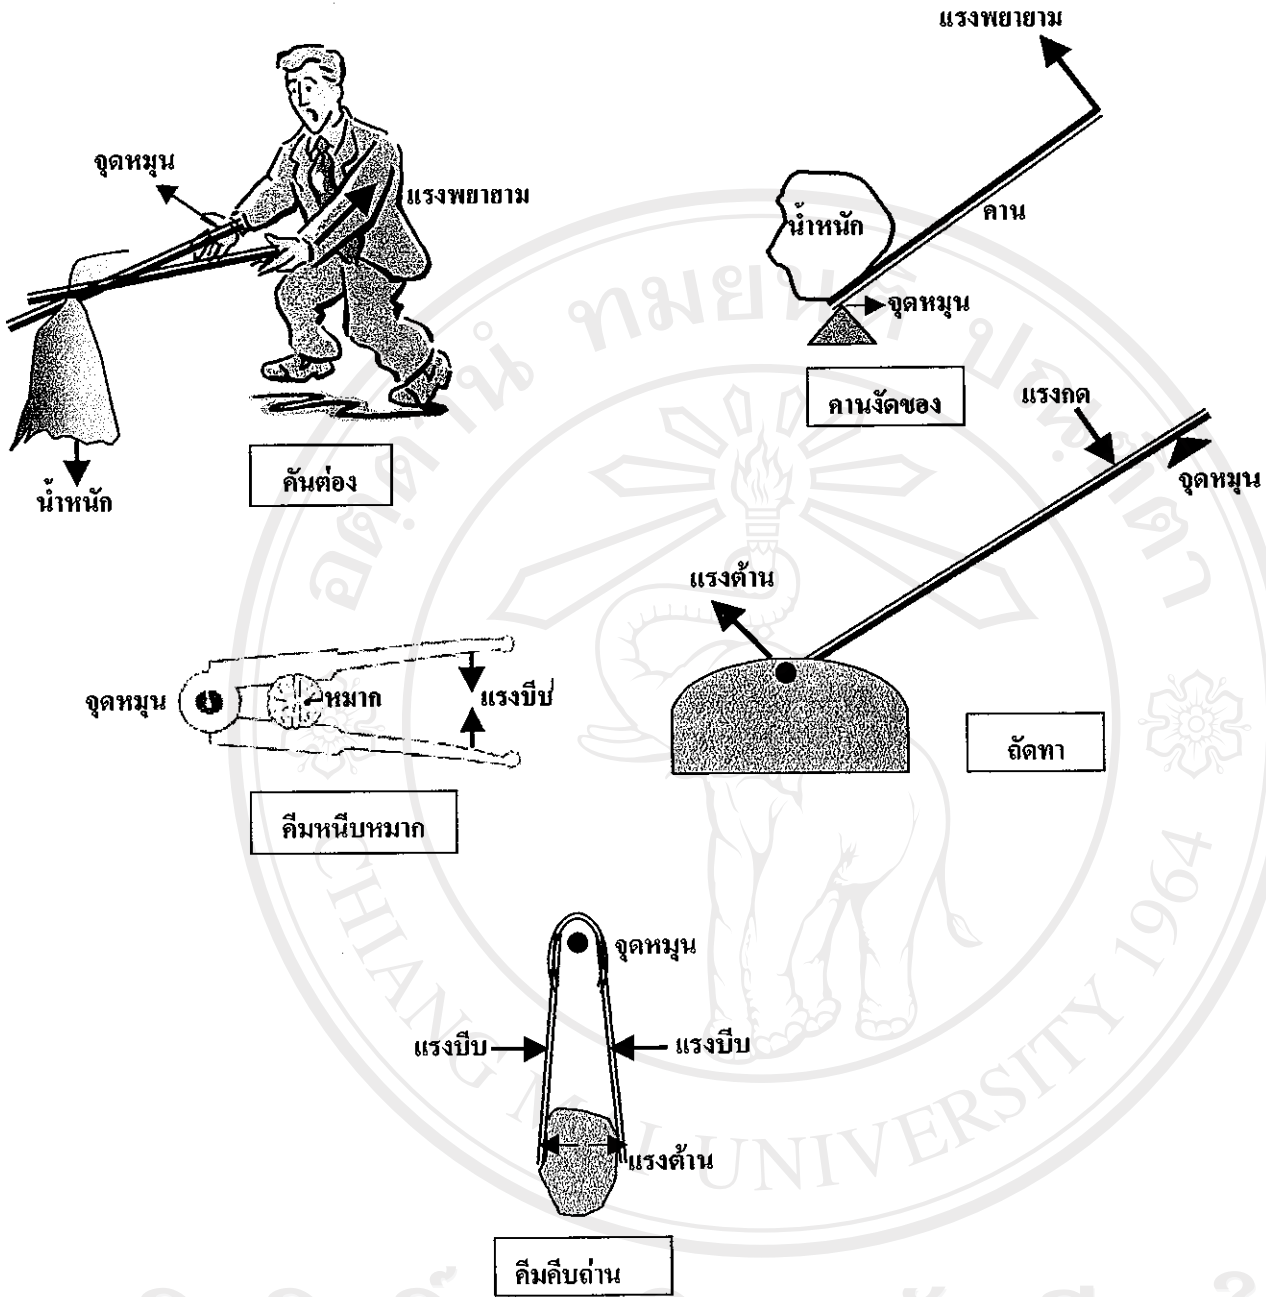 แรงพยายาม
จุดหมุน
แรงพยายาม
น้ำหนัก
คาน
จุดหมุน
คานงัดของ
น้ำหนัก
คันต่อง
แรงกด
จุดหมุน
แรงต้าน
ถัดทา
จุดหมุน
หมาก
แรงบีบ
คีมหนีบหมาก
จุดหมุน
แรงบีบ
แรงบีบ
แรงต้าน
คีมคีบถ่าน
CHIANG MAI UNIVERSITY 1964